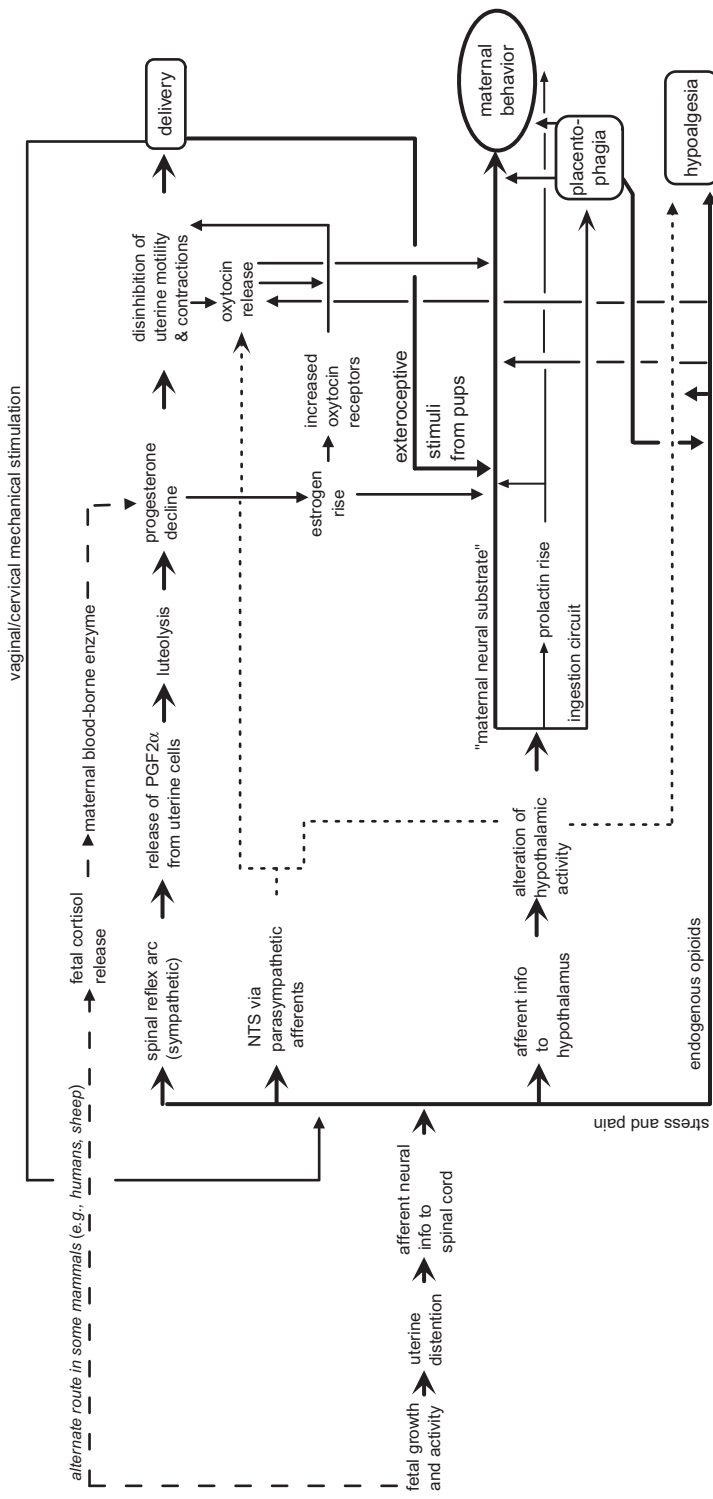 vaginal/cervical mechanical stimulation
alternate route in some mammals (e.g., humans, sheep)
fetal cortisol
release
maternal blood-borne enzyme
spinal reflex arc
(sympathetic)
release of PGF2α
from uterine cells
luteolysis
progesterone
decline
disinhibition of
uterine motility
& contractions
delivery
NTS via
parasympathetic
afferents
oxytocin
release
estrogen
rise
increased
oxytocin
receptors
exteroceptive
stimuli
from pups
fetal growth
and activity
uterine
distention
afferent neural
info to
spinal cord
afferent info
to
hypothalamus
alteration of
hypothalamic
activity
"maternal neural substrate"
prolactin rise
ingestion circuit
maternal
behavior
placento-
phagia
stress and pain
endogenous opioids
hypoalgesia